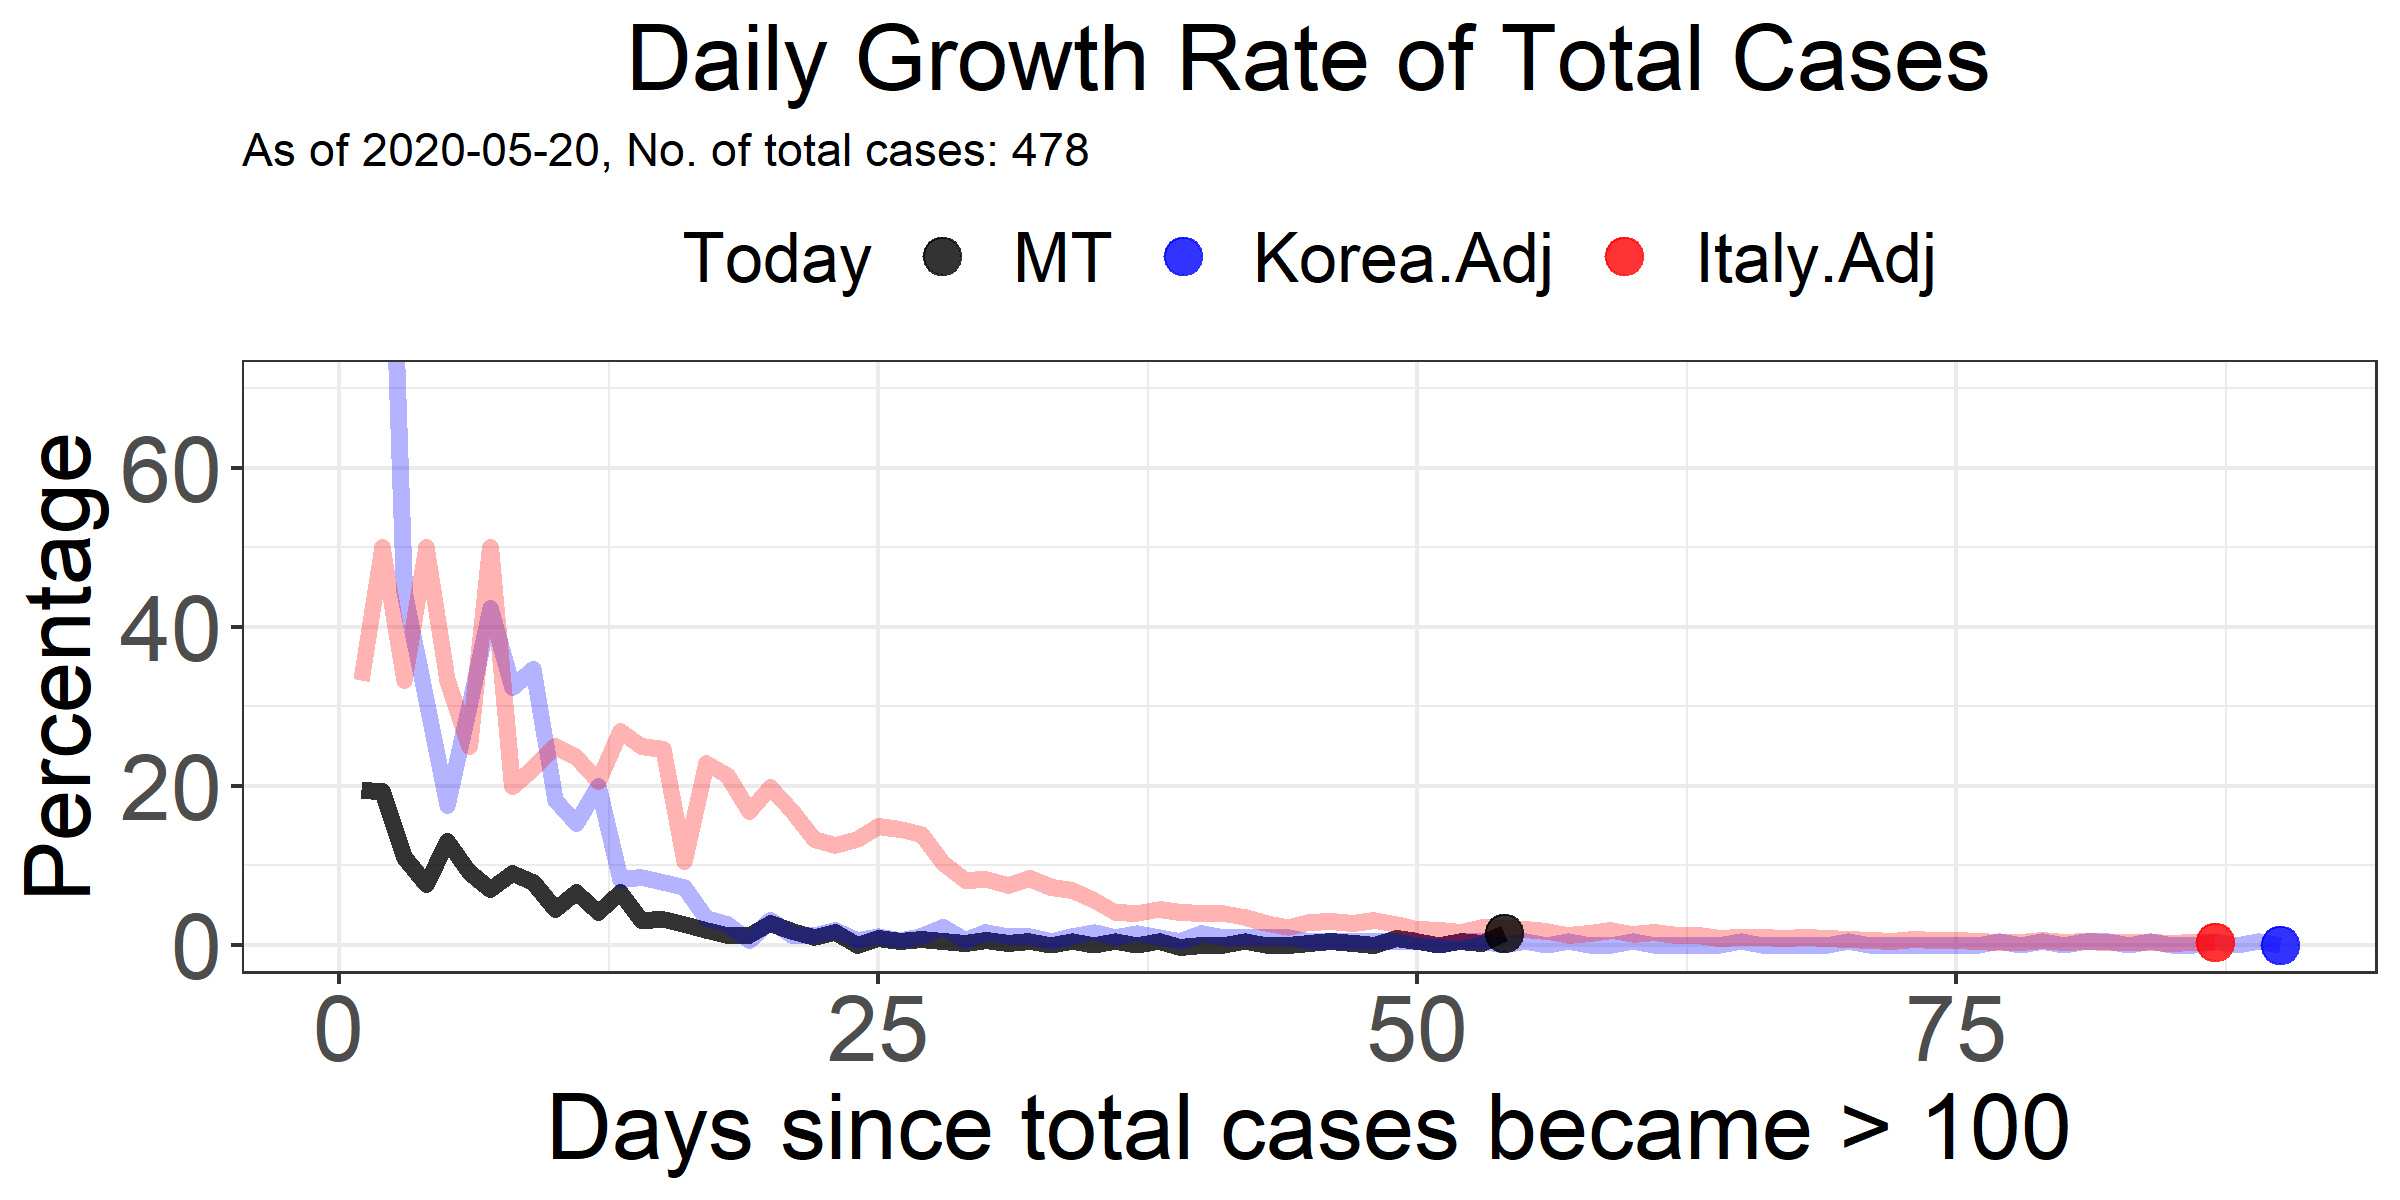 Daily Growth Rate of Total Cases
As of 2020-05-20, No. of total cases: 478
Today MT Korea.Adj Italy.Adj
Percentage
60
40
20
0
0 25 50 75
Days since total cases became > 100